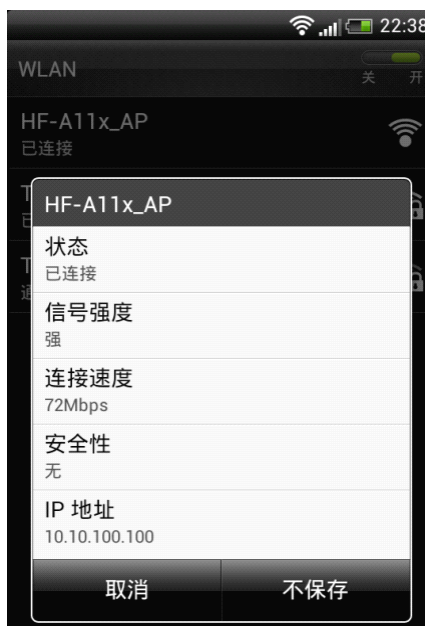 22:38
WLAN
关 开
HF-A11x_AP
已连接
HF-A11x_AP
状态
已连接
信号强度
强
连接速度
72Mbps
安全性
无
IP 地址
10.10.100.100
取消 不保存